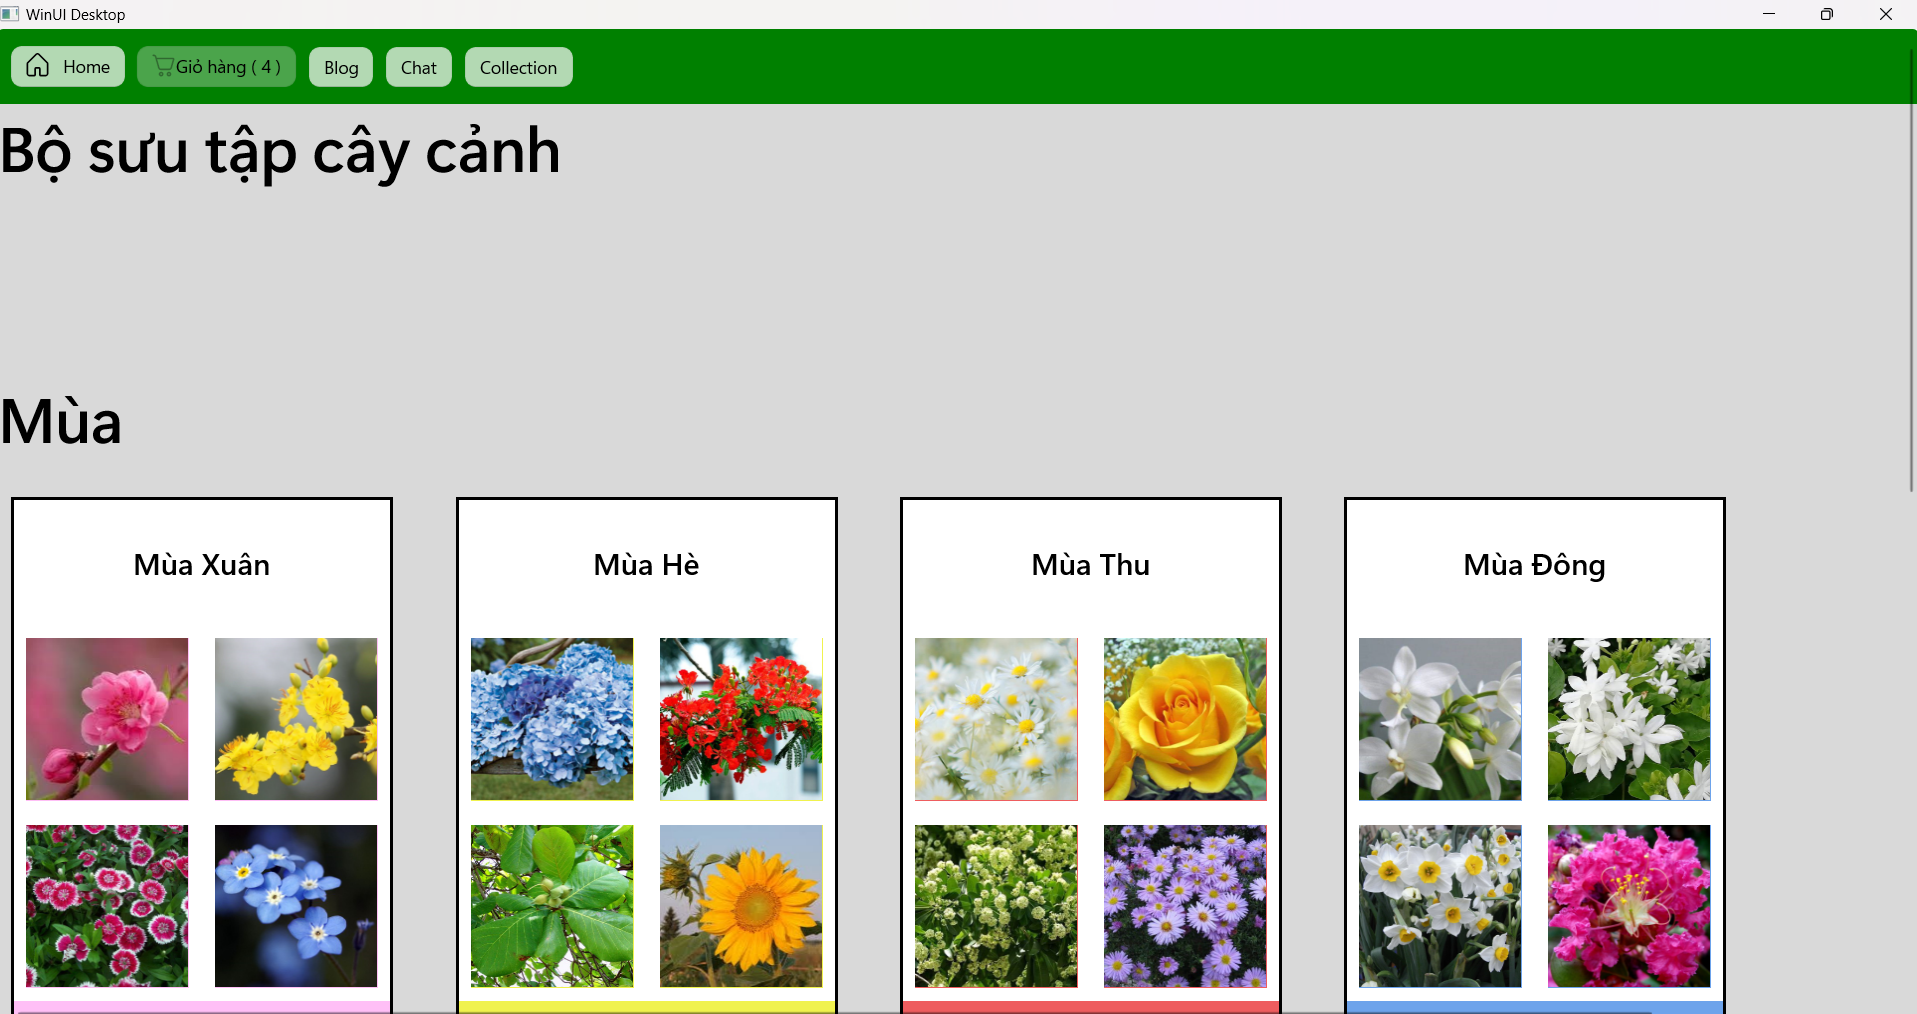 WinUI Desktop
Home
Giỏ hàng ( 4 )
Blog
Chat
Collection
Bộ sưu tập cây cảnh
Mùa
Mùa Xuân
Mùa Hè
Mùa Thu
Mùa Đông